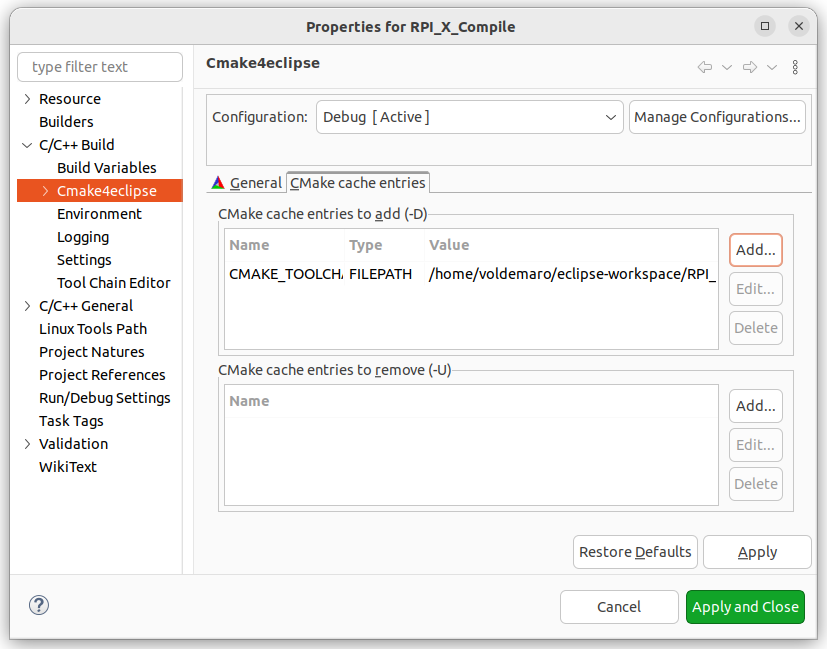 Properties for RPI_X_Compile
type filter text
Resource
Builders
C/C++ Build
Build Variables
Cmake4eclipse
Environment
Logging
Settings
Tool Chain Editor
C/C++ General
Linux Tools Path
Project Natures
Project References
Run/Debug Settings
Task Tags
Validation
WikiText
Cmake4eclipse
Configuration: Debug [ Active ] Manage Configurations...
General CMake cache entries
CMake cache entries to add (-D)
Name Type Value
CMAKE_TOOLCHA FILEPATH /home/voldemaro/eclipse-workspace/RPI_
Add...
Edit...
Delete
CMake cache entries to remove (-U)
Name
Add...
Edit...
Delete
Restore Defaults Apply
? Cancel Apply and Close